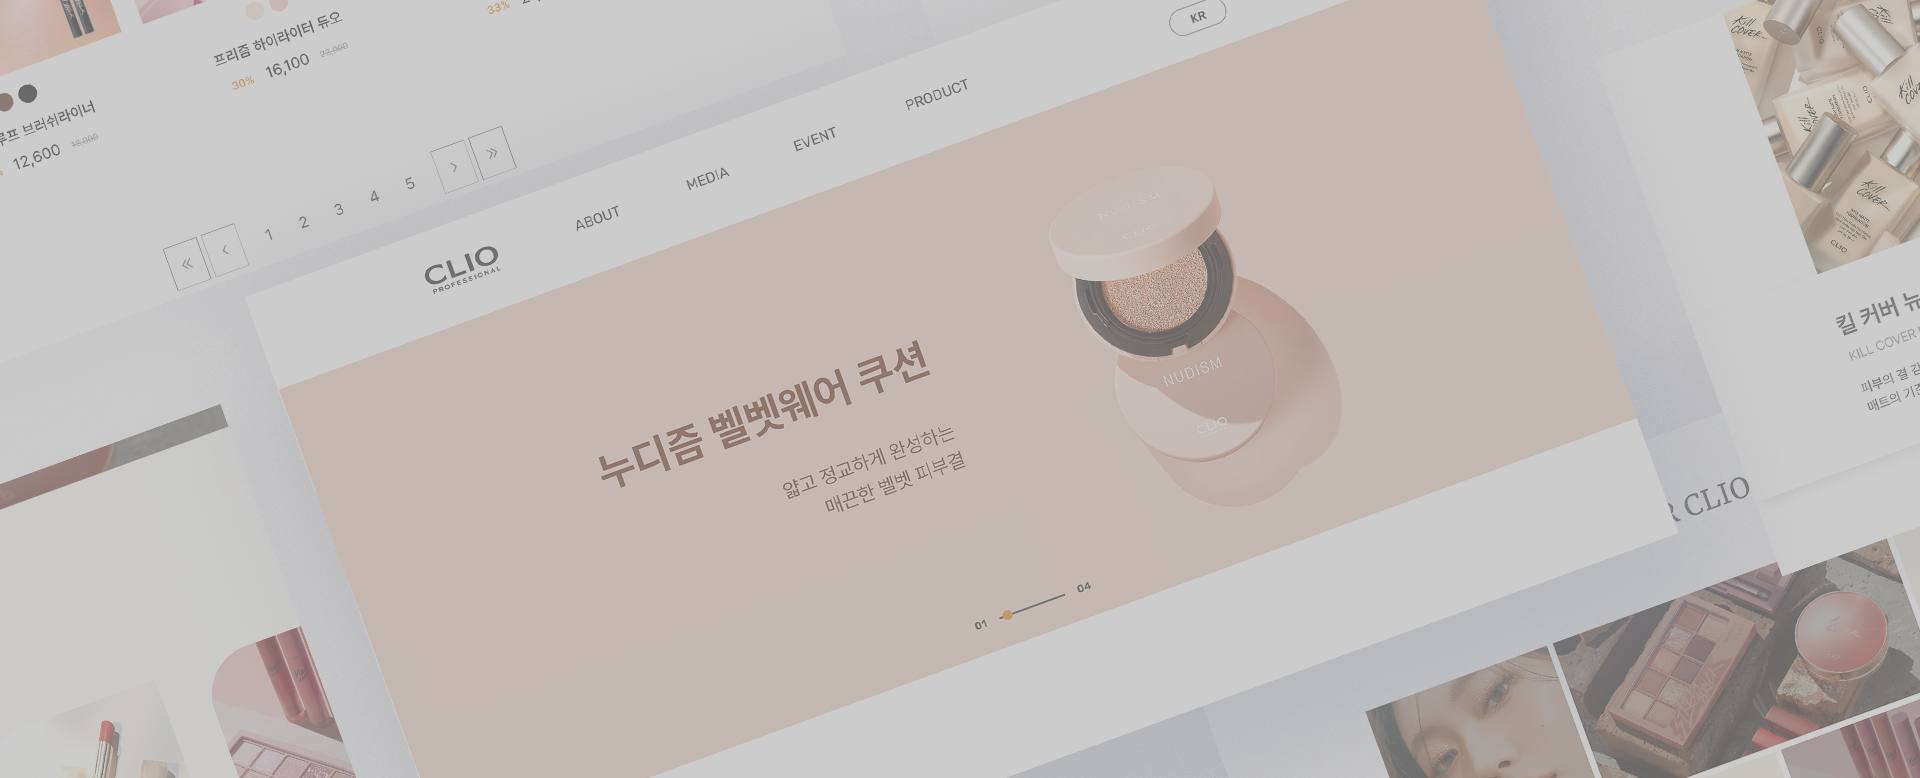 프리즘 하이라이터 듀오
30% 16,100 23,000
33%
루프 브러쉬라이너
12,600 18,000
« ‹ 1 2 3 4 5 › »
KR
CLIO
PROFESSIONAL
ABOUT
MEDIA
EVENT
PRODUCT
누디즘 벨벳웨어 쿠션
얇고 정교하게 완성하는
매끈한 벨벳 피부결
NUDISM
CLIO
NUDISM
CLIO
01
04
Kill
COVER
CLIO
킬 커버
KILL COVER
피부의 결
매트의
CLIO